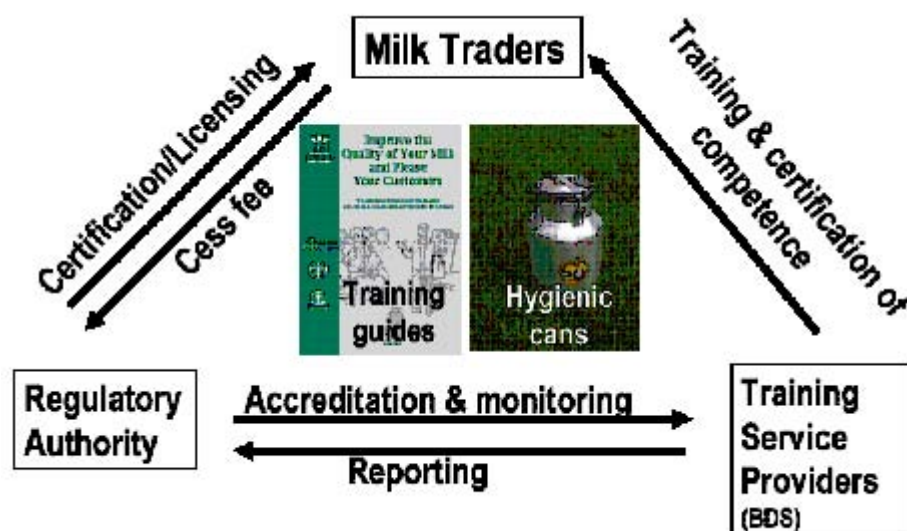 Milk Traders
Certification/Licensing
Cess fee
Training & certification of
competence
Improve the
Quality of Your Milk
and Please
Your Customers
Training
guides
Hygienic
cans
Regulatory
Authority
Accreditation & monitoring
Reporting
Training
Service
Providers
(BDS)